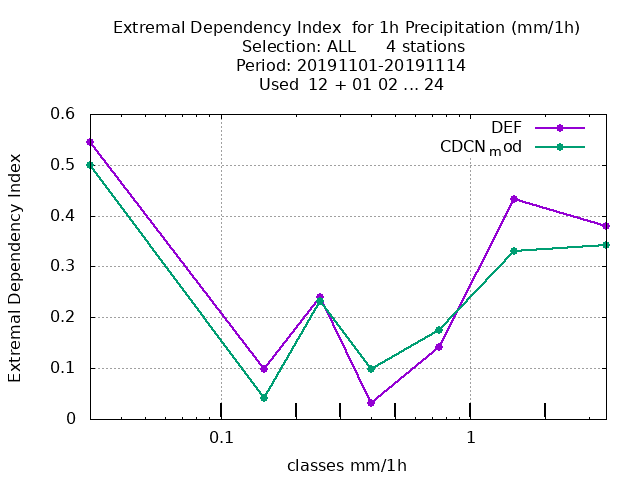 Extremal Dependency Index  for 1h Precipitation (mm/1h)
Selection: ALL      4 stations
Period: 20191101-20191114
Used  12 + 01 02 ... 24
DEF
CDCNmod
Extremal Dependency Index
0.6
0.5
0.4
0.3
0.2
0.1
0
0.1 1
classes mm/1h